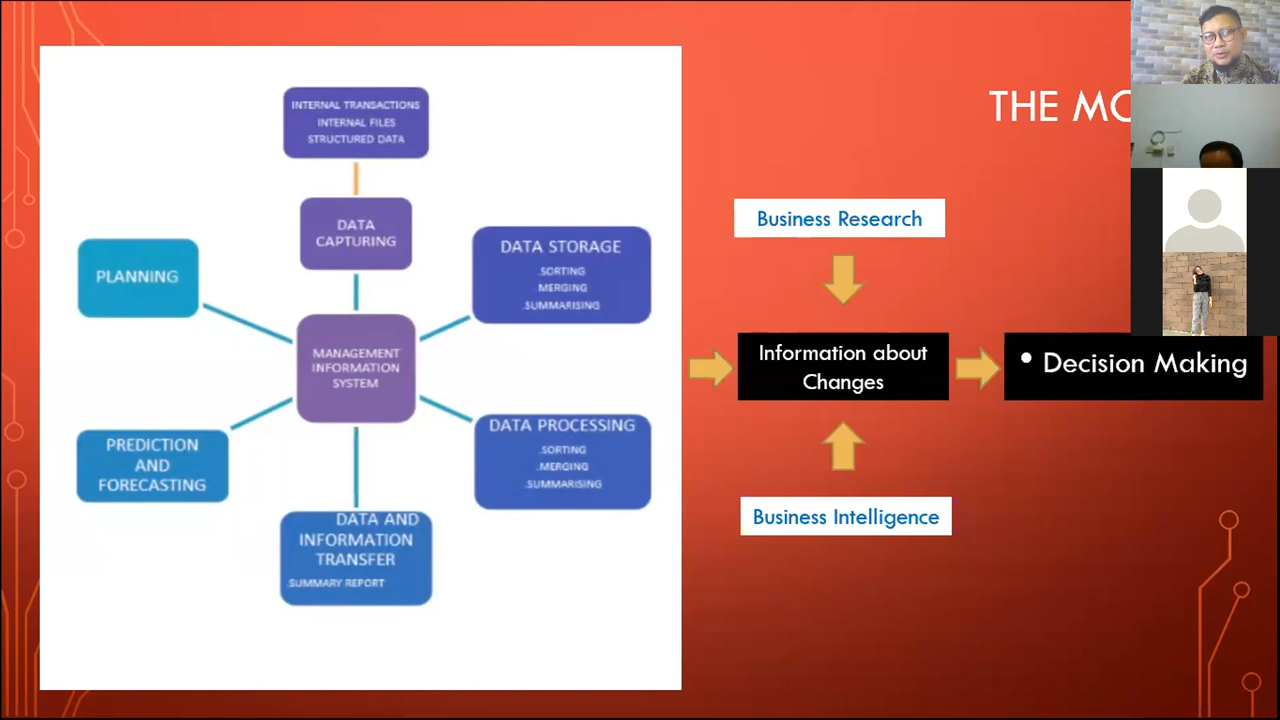 THE MO
INTERNAL TRANSACTIONS
INTERNAL FILES
STRUCTURED DATA
DATA
CAPTURING
PLANNING
DATA STORAGE
.SORTING
.MERGING
.SUMMARISING
MANAGEMENT
INFORMATION
SYSTEM
PREDICTION
AND
FORECASTING
DATA PROCESSING
.SORTING
.MERGING
.SUMMARISING
DATA AND
INFORMATION
TRANSFER
.SUMMARY REPORT
Business Research
Information about
Changes
• Decision Making
Business Intelligence